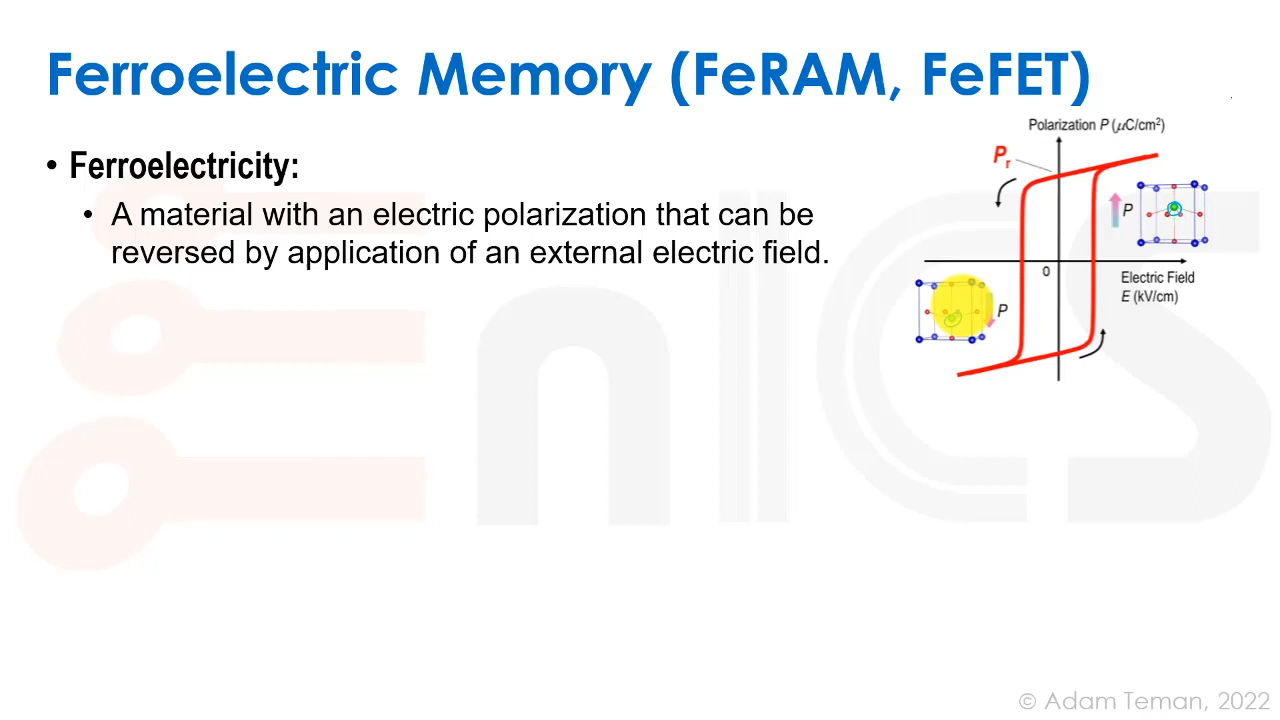 Ferroelectric Memory (FeRAM, FeFET)
• Ferroelectricity:
• A material with an electric polarization that can be
reversed by application of an external electric field.
Polarization P (μC/cm²)
Pr
P
0
Electric Field
E (kV/cm)
P
EnICS
© Adam Teman, 2022